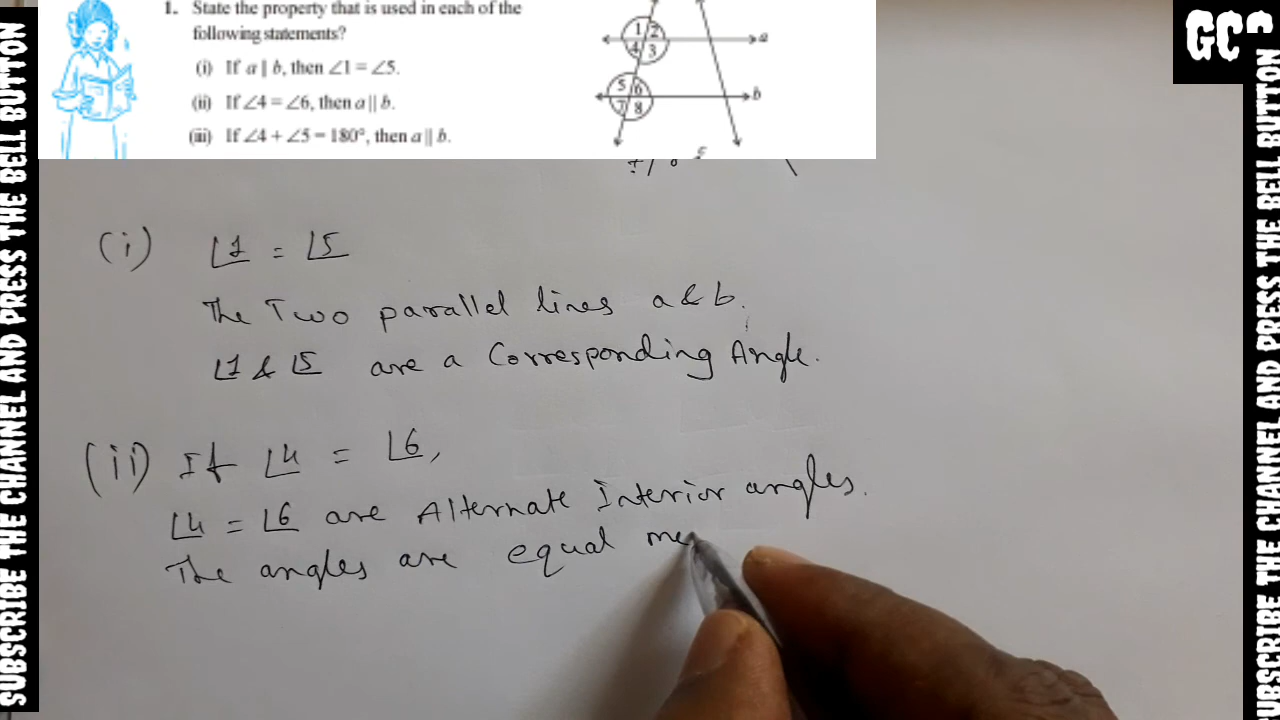 SUBSCRIBE THE CHANNEL AND PRESS THE BELL BUTTON
1. State the property that is used in each of the
following statements?
(i) If a || b, then ∠1 = ∠5.
(ii) If ∠4 = ∠6, then a || b.
(iii) If ∠4 + ∠5 = 180°, then a || b.
1 2
4 3
a
5 6
7 8
b
c
(i) ∠1 = ∠5
The Two parallel lines a & b.
∠1 & ∠5 are a Corresponding Angle.
(ii) If ∠4 = ∠6,
∠4 = ∠6 are Alternate Interior angles.
The angles are equal me
SUBSCRIBE THE CHANNEL AND PRESS THE BELL BUTTON